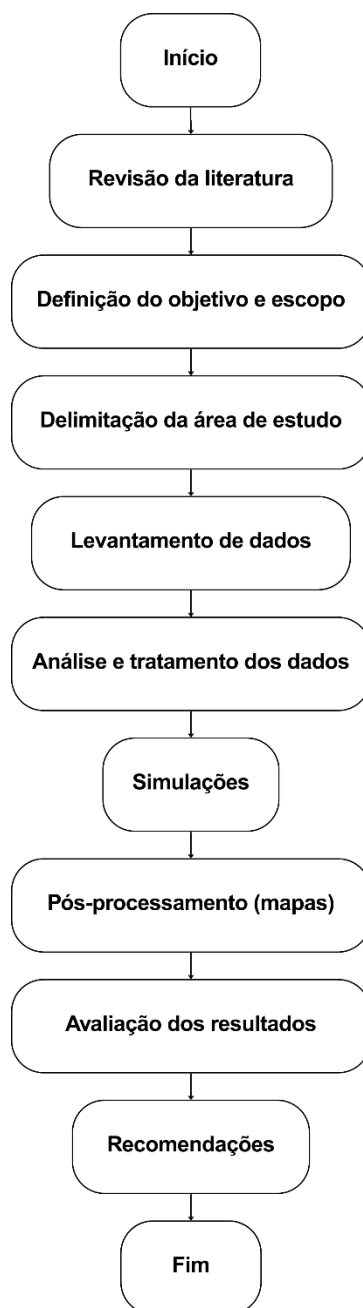 Início
Revisão da literatura
Definição do objetivo e escopo
Delimitação da área de estudo
Levantamento de dados
Análise e tratamento dos dados
Simulações
Pós-processamento (mapas)
Avaliação dos resultados
Recomendações
Fim